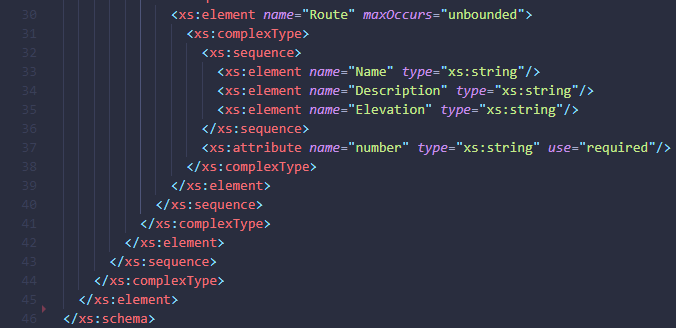 30 <xs:element name="Route" maxOccurs="unbounded">
31 <xs:complexType>
32 <xs:sequence>
33 <xs:element name="Name" type="xs:string"/>
34 <xs:element name="Description" type="xs:string"/>
35 <xs:element name="Elevation" type="xs:string"/>
36 </xs:sequence>
37 <xs:attribute name="number" type="xs:string" use="required"/>
38 </xs:complexType>
39 </xs:element>
40 </xs:sequence>
41 </xs:complexType>
42 </xs:element>
43 </xs:sequence>
44 </xs:complexType>
45 </xs:element>
46 </xs:schema>